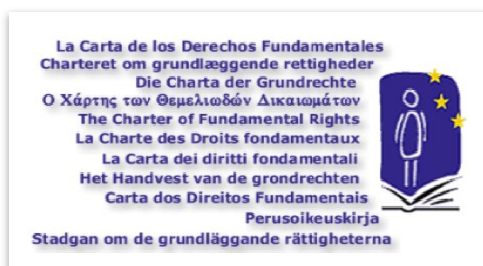 La Carta de los Derechos Fundamentales
Charteret om grundlæggende rettigheder
Die Charta der Grundrechte
Ο Χάρτης των Θεμελιωδών Δικαιωμάτων
The Charter of Fundamental Rights
La Charte des Droits fondamentaux
La Carta dei diritti fondamentali
Het Handvest van de grondrechten
Carta dos Direitos Fundamentais
Perusoikeuskirja
Stadgan om de grundläggande rättigheterna